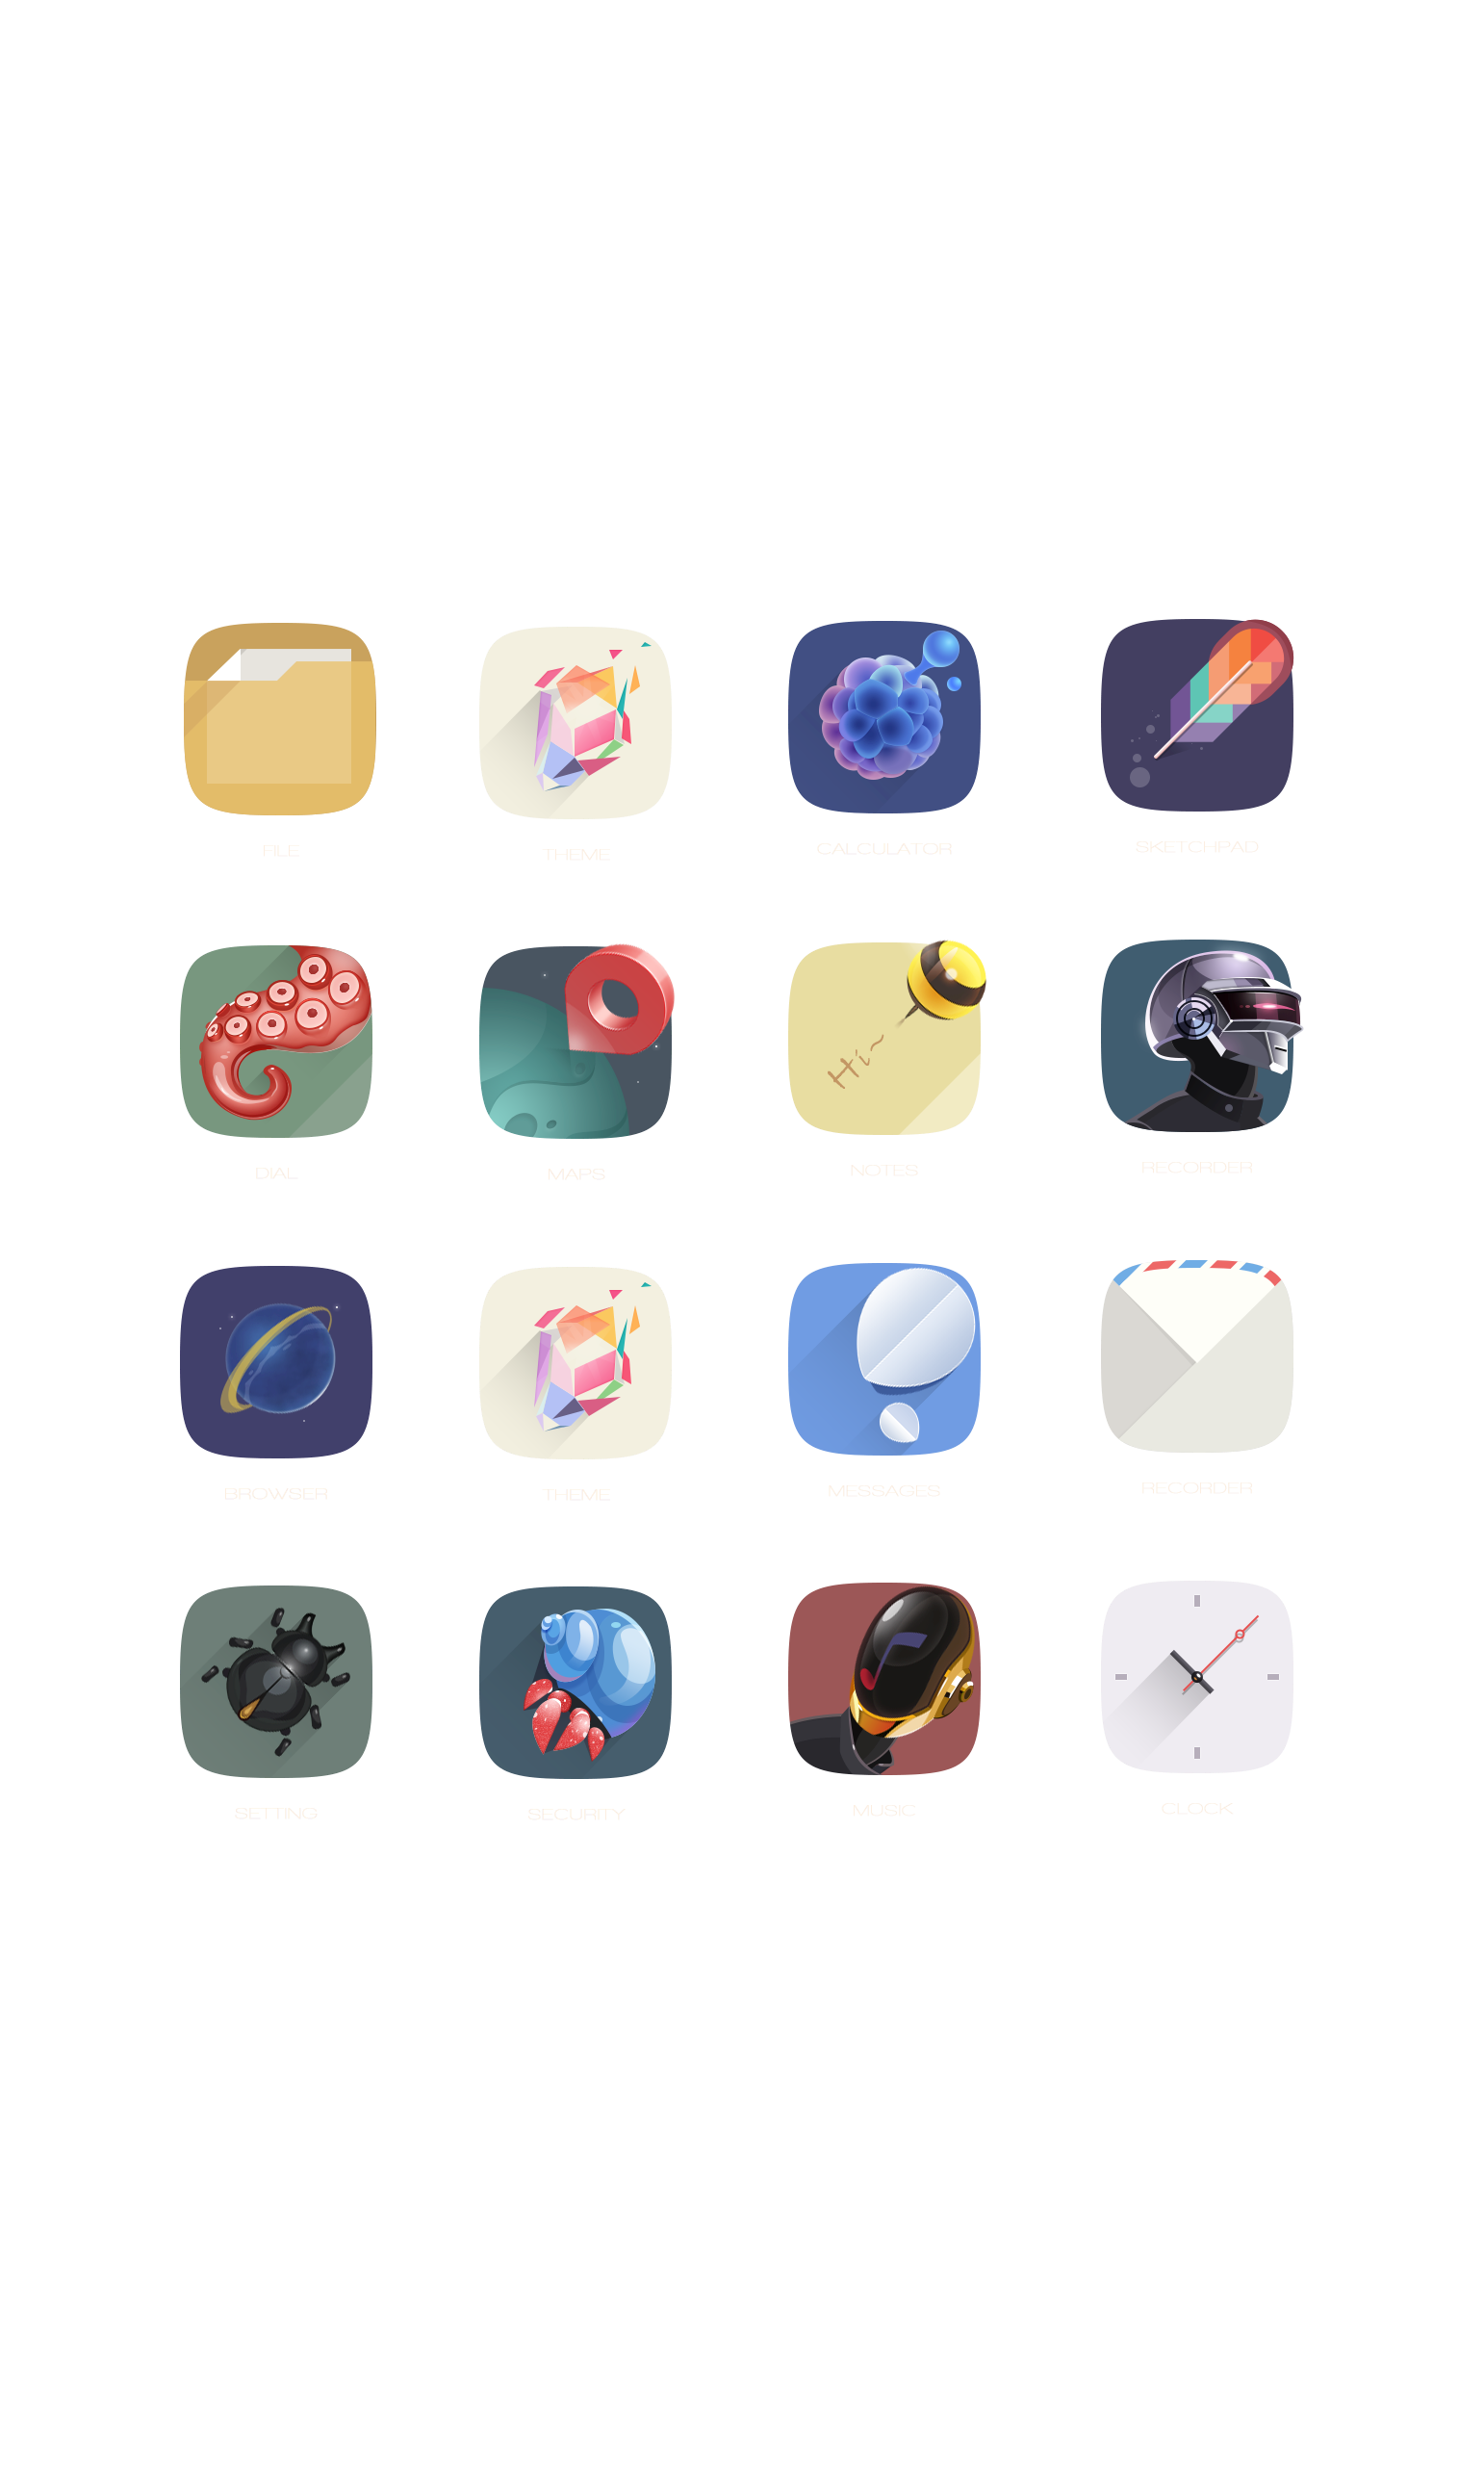 FILE
THEME
CALCULATOR
SKETCHPAD
Hi~
DIAL
MAPS
NOTES
RECORDER
BROWSER
THEME
MESSAGES
RECORDER
SETTING
SECURITY
MUSIC
CLOCK